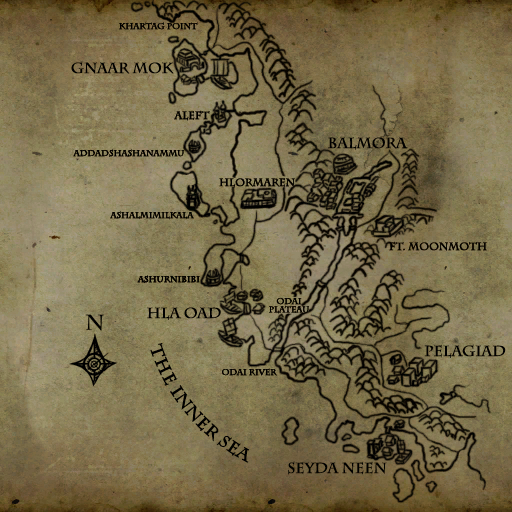 KHARTAG POINT
GNAAR MOK
ALEFT
BALMORA
ADDADSHASHANAMMU
HLORMAREN
ASHALMIMILKALA
FT. MOONMOTH
ASHURNIBIBI
ODAI
PLATEAU
HLA OAD
N
PELAGIAD
ODAI RIVER
THE INNER SEA
SEYDA NEEN